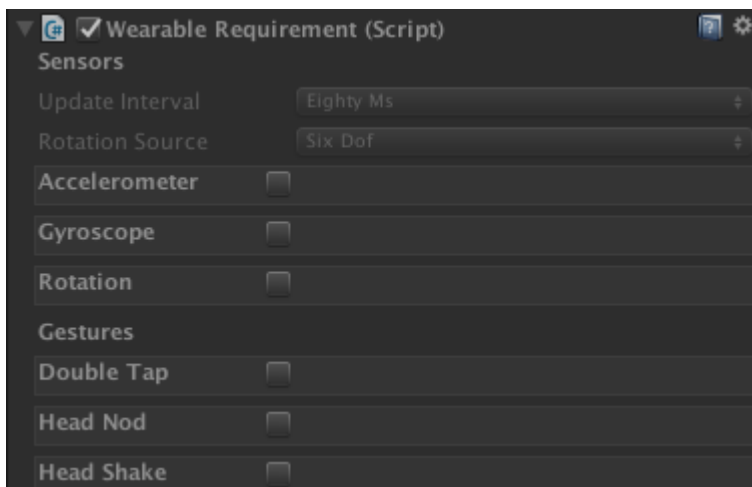 Wearable Requirement (Script)
Sensors
Update Interval Eighty Ms
Rotation Source Six Dof
Accelerometer
Gyroscope
Rotation
Gestures
Double Tap
Head Nod
Head Shake